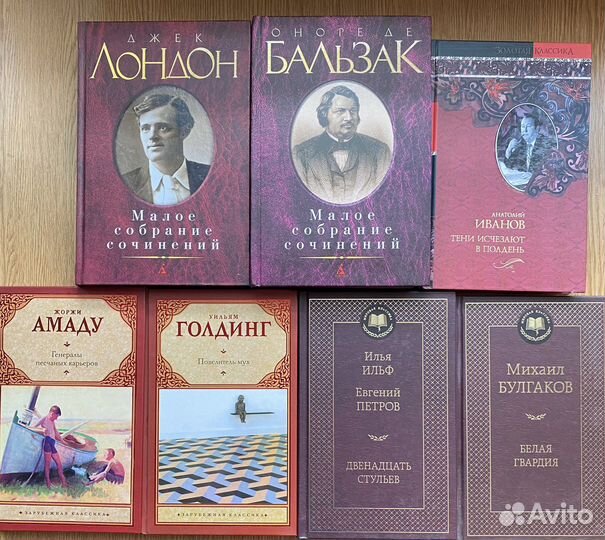 ДЖЕК
ЛОНДОН
Малое
собрание
сочинений
ОНОРЕ ДЕ
БАЛЬЗАК
Малое
собрание
сочинений
ЗОЛОТАЯ КЛАССИКА
АНАТОЛИЙ
ИВАНОВ
ТЕНИ ИСЧЕЗАЮТ
В ПОЛДЕНЬ
ЖОРЖИ
АМАДУ
Генералы
песчаных карьеров
ЗАРУБЕЖНАЯ КЛАССИКА
УИЛЬЯМ
ГОЛДИНГ
Повелитель мух
ЗАРУБЕЖНАЯ КЛАССИКА
Илья
ИЛЬФ
Евгений
ПЕТРОВ
ДВЕНАДЦАТЬ
СТУЛЬЕВ
Михаил
БУЛГАКОВ
БЕЛАЯ
ГВАРДИЯ
Avito